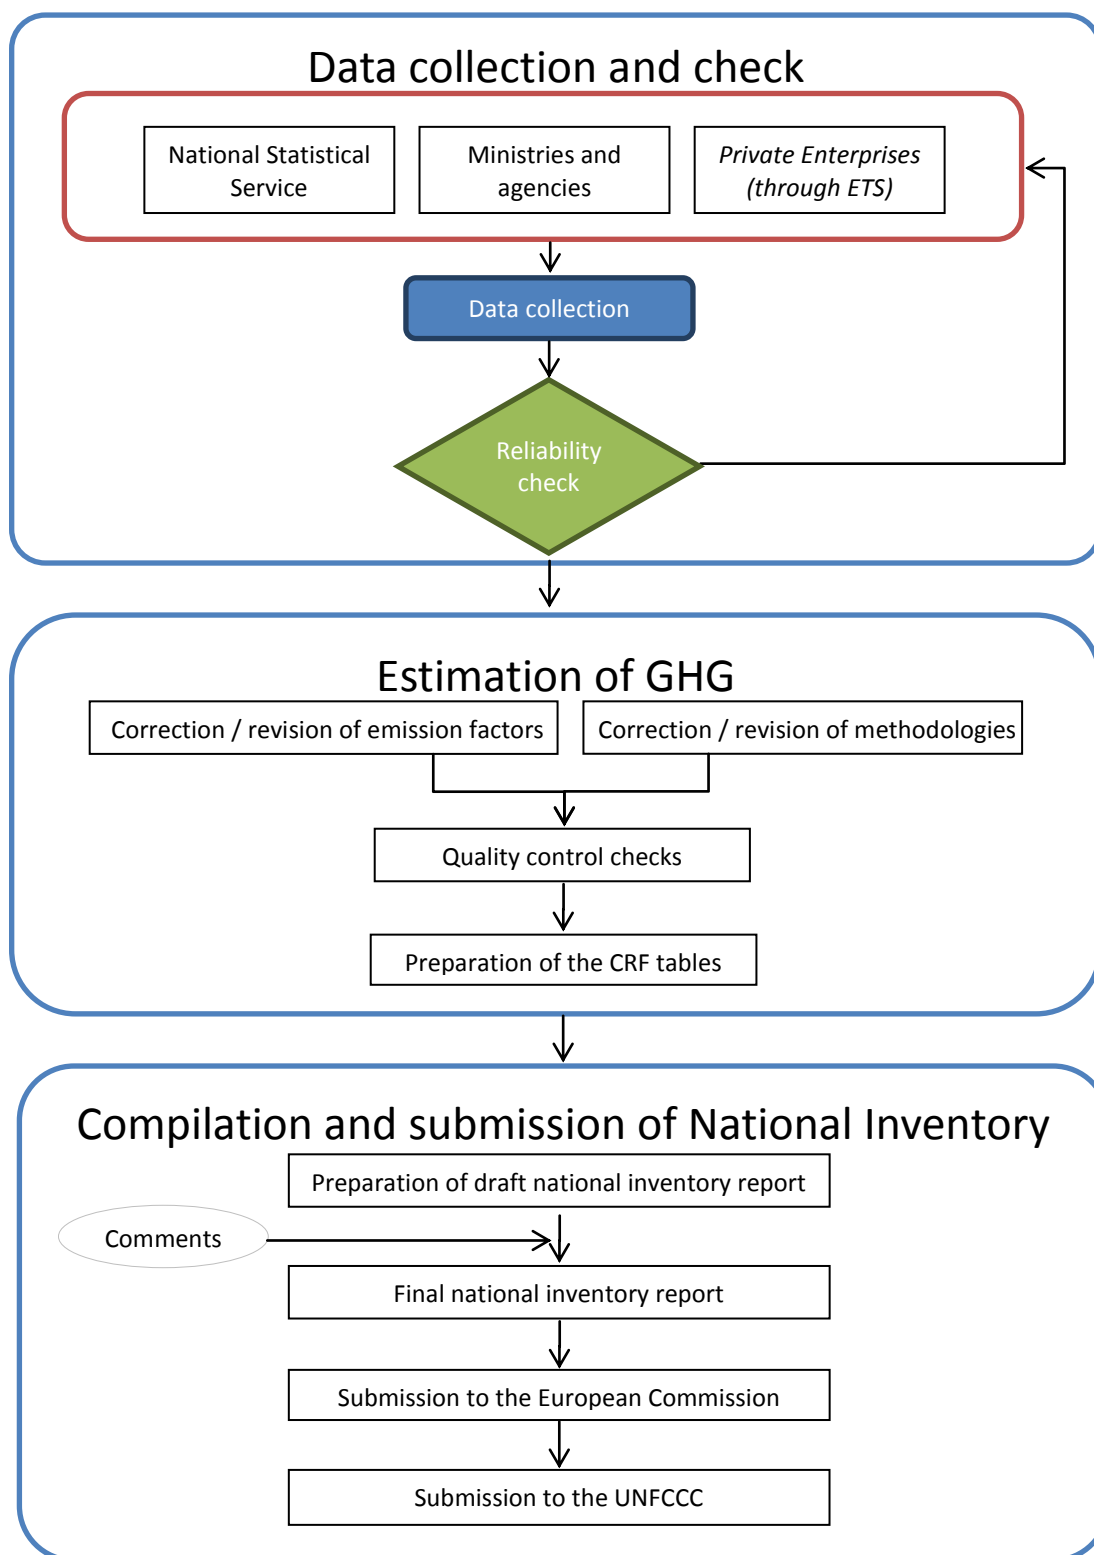 Data collection and check
National Statistical
Service
Ministries and
agencies
Private Enterprises
(through ETS)
Data collection
Reliability
check
Estimation of GHG
Correction / revision of emission factors
Correction / revision of methodologies
Quality control checks
Preparation of the CRF tables
Compilation and submission of National Inventory
Preparation of draft national inventory report
Comments
Final national inventory report
Submission to the European Commission
Submission to the UNFCCC